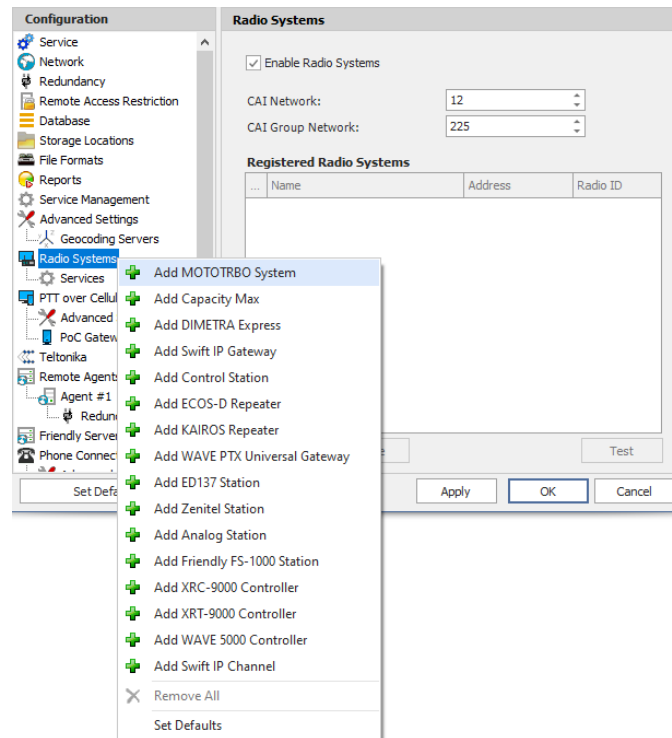 Configuration
Service
Network
Redundancy
Remote Access Restriction
Database
Storage Locations
File Formats
Reports
Service Management
Advanced Settings
Geocoding Servers
Radio Systems
Services
PTT over Cellul
Advanced
PoC Gatew
Teltonika
Remote Agents
Agent #1
Redun
Friendly Server
Phone Connect
Set Defa
Radio Systems
Enable Radio Systems
CAI Network: 12
CAI Group Network: 225
Registered Radio Systems
... Name Address Radio ID
Test
Apply OK Cancel
Add MOTOTRBO System
Add Capacity Max
Add DIMETRA Express
Add Swift IP Gateway
Add Control Station
Add ECOS-D Repeater
Add KAIROS Repeater
Add WAVE PTX Universal Gateway
Add ED137 Station
Add Zenitel Station
Add Analog Station
Add Friendly FS-1000 Station
Add XRC-9000 Controller
Add XRT-9000 Controller
Add WAVE 5000 Controller
Add Swift IP Channel
Remove All
Set Defaults